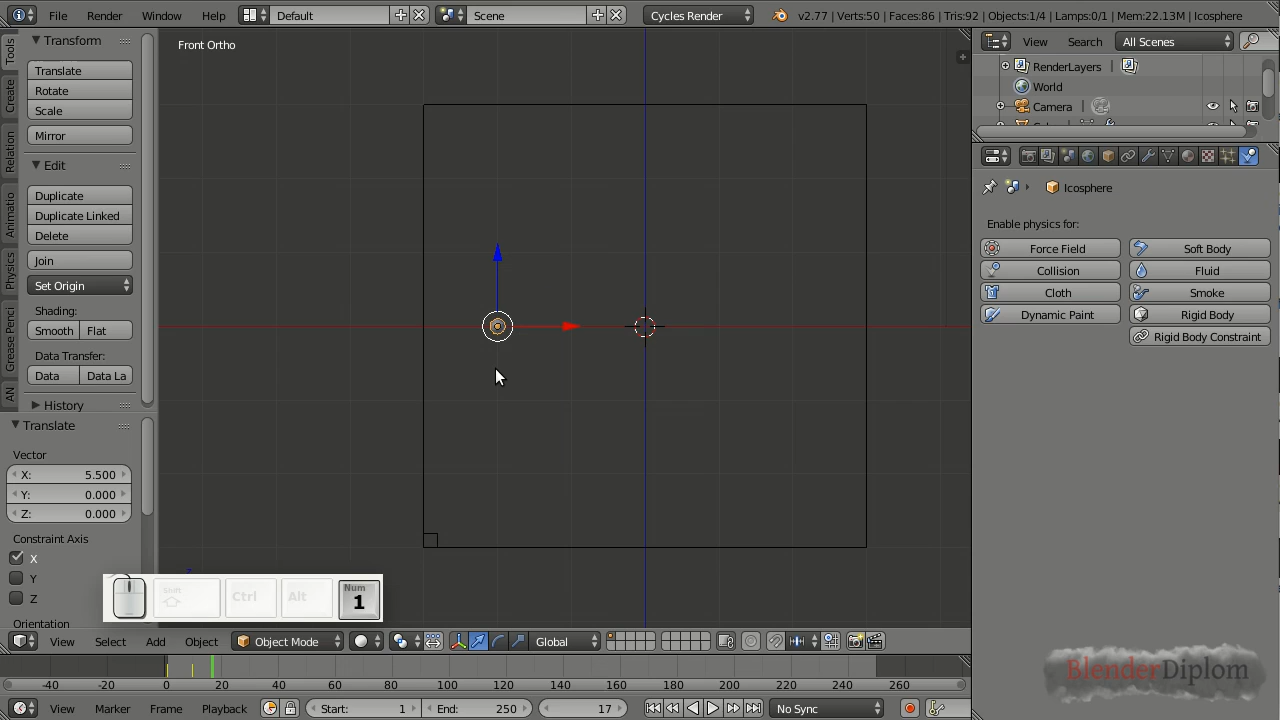 File Render Window Help Default Scene Cycles Render v2.77 | Verts:50 | Faces:86 | Tris:92 | Objects:1/4 | Lamps:0/1 | Mem:22.13M | Icosphere
Tools
Create
Relation
Animatio
Physics
Grease Penci
AN
Transform
Translate
Rotate
Scale
Mirror
Edit
Duplicate
Duplicate Linked
Delete
Join
Set Origin
Shading:
Smooth Flat
Data Transfer:
Data Data La
History
Translate
Vector
X: 5.500
Y: 0.000
Z: 0.000
Constraint Axis
X
Y
Z
Orientation
Front Ortho
z
Shift Ctrl Alt Num 1
View Select Add Object Object Mode Global
-40 -20 0 20 40 60 80 100 120 140 160 180 200 220 240 260
View Marker Frame Playback Start: 1 End: 250 17 No Sync
View Search All Scenes
RenderLayers |
World
Camera |
Icosphere
Enable physics for:
Force Field Soft Body
Collision Fluid
Cloth Smoke
Dynamic Paint Rigid Body
Rigid Body Constraint
BlenderDiplom